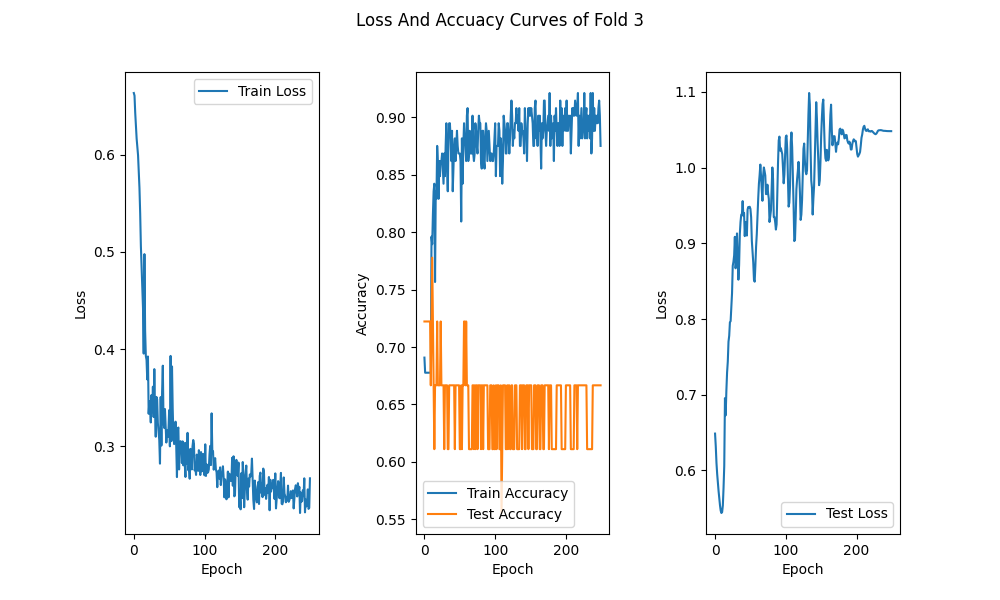 Loss And Accuacy Curves of Fold 3
Train Loss
0.6
0.5
0.4
0.3
Loss
0
100
200
Epoch
0.90
0.85
0.80
0.75
0.70
0.65
0.60
0.55
Accuracy
Train Accuracy
Test Accuracy
0
100
200
Epoch
1.1
1.0
0.9
0.8
0.7
0.6
Loss
Test Loss
0
100
200
Epoch